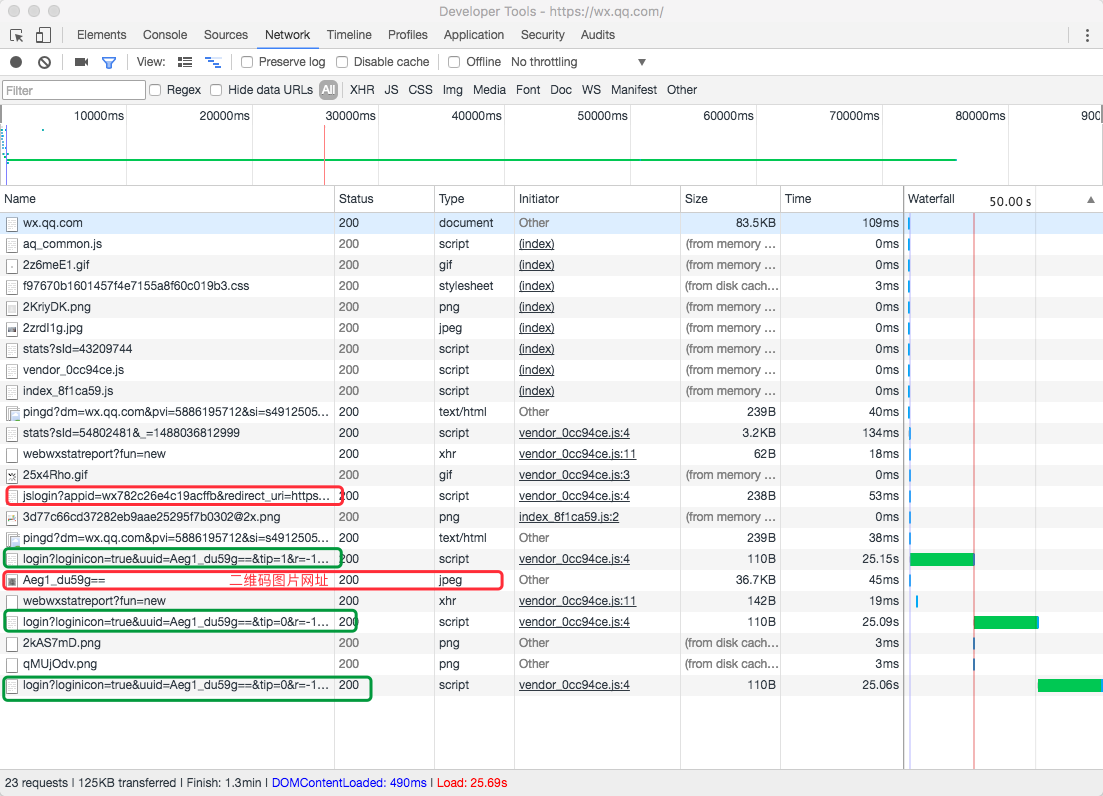 Developer Tools - https://wx.qq.com/
Elements Console Sources Network Timeline Profiles Application Security Audits
View: Preserve log Disable cache Offline No throttling
Filter Regex Hide data URLs All XHR JS CSS Img Media Font Doc WS Manifest Other
10000ms 20000ms 30000ms 40000ms 50000ms 60000ms 70000ms 80000ms 900
Name Status Type Initiator Size Time Waterfall 50.00 s
wx.qq.com 200 document Other 83.5KB 109ms
aq_common.js 200 script (index) (from memory ... 0ms
2z6meE1.gif 200 gif (index) (from memory ... 0ms
f97670b1601457f4e7155a8f60c019b3.css 200 stylesheet (index) (from disk cach... 3ms
2KriyDK.png 200 png (index) (from memory ... 0ms
2zrdI1g.jpg 200 jpeg (index) (from memory ... 0ms
stats?sId=43209744 200 script (index) (from memory ... 0ms
vendor_0cc94ce.js 200 script (index) (from memory ... 0ms
index_8f1ca59.js 200 script (index) (from memory ... 0ms
pingd?dm=wx.qq.com&pvi=5886195712&si=s4912505... 200 text/html Other 239B 40ms
stats?sId=54802481&_=1488036812999 200 script vendor_0cc94ce.js:4 3.2KB 134ms
webwxstatreport?fun=new 200 xhr vendor_0cc94ce.js:11 62B 18ms
25x4Rho.gif 200 gif vendor_0cc94ce.js:3 (from memory ... 0ms
jslogin?appid=wx782c26e4c19acffb&redirect_uri=https... 200 script vendor_0cc94ce.js:4 238B 53ms
3d77c66cd37282eb9aae25295f7b0302@2x.png 200 png index_8f1ca59.js:2 (from memory ... 0ms
pingd?dm=wx.qq.com&pvi=5886195712&si=s4912505... 200 text/html Other 239B 38ms
login?loginicon=true&uuid=Aeg1_du59g==&tip=1&r=-1... 200 script vendor_0cc94ce.js:4 110B 25.15s
Aeg1_du59g== 二维码图片网址 200 jpeg Other 36.7KB 45ms
webwxstatreport?fun=new 200 xhr vendor_0cc94ce.js:11 142B 19ms
login?loginicon=true&uuid=Aeg1_du59g==&tip=0&r=-1... 200 script vendor_0cc94ce.js:4 110B 25.09s
2kAS7mD.png 200 png Other (from disk cach... 3ms
qMUjOdv.png 200 png Other (from disk cach... 3ms
login?loginicon=true&uuid=Aeg1_du59g==&tip=0&r=-1... 200 script vendor_0cc94ce.js:4 110B 25.06s
23 requests | 125KB transferred | Finish: 1.3min | DOMContentLoaded: 490ms | Load: 25.69s